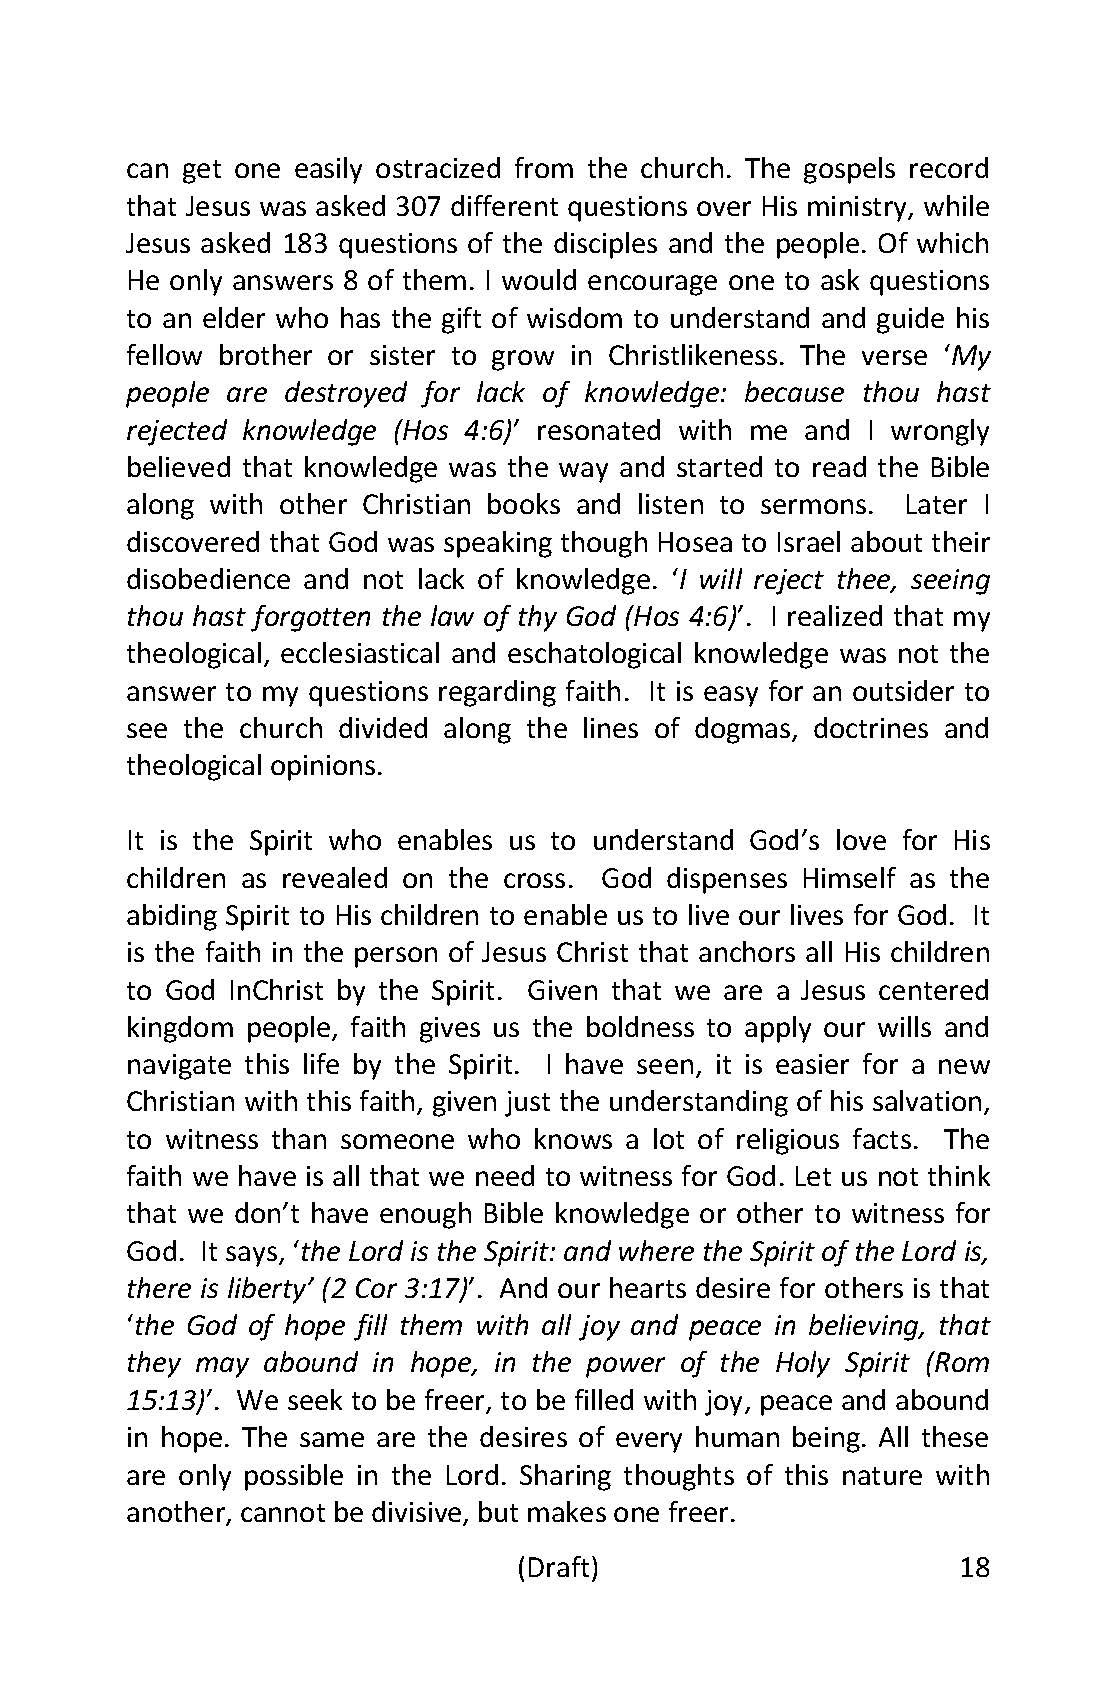 can get one easily ostracized from the church. The gospels record
that Jesus was asked 307 different questions over His ministry, while
Jesus asked 183 questions of the disciples and the people. Of which
He only answers 8 of them. I would encourage one to ask questions
to an elder who has the gift of wisdom to understand and guide his
fellow brother or sister to grow in Christlikeness. The verse ‘My
people are destroyed for lack of knowledge: because thou hast
rejected knowledge (Hos 4:6)’ resonated with me and I wrongly
believed that knowledge was the way and started to read the Bible
along with other Christian books and listen to sermons. Later I
discovered that God was speaking though Hosea to Israel about their
disobedience and not lack of knowledge. ‘I will reject thee, seeing
thou hast forgotten the law of thy God (Hos 4:6)’. I realized that my
theological, ecclesiastical and eschatological knowledge was not the
answer to my questions regarding faith. It is easy for an outsider to
see the church divided along the lines of dogmas, doctrines and
theological opinions.
It is the Spirit who enables us to understand God’s love for His
children as revealed on the cross. God dispenses Himself as the
abiding Spirit to His children to enable us to live our lives for God. It
is the faith in the person of Jesus Christ that anchors all His children
to God InChrist by the Spirit. Given that we are a Jesus centered
kingdom people, faith gives us the boldness to apply our wills and
navigate this life by the Spirit. I have seen, it is easier for a new
Christian with this faith, given just the understanding of his salvation,
to witness than someone who knows a lot of religious facts. The
faith we have is all that we need to witness for God. Let us not think
that we don’t have enough Bible knowledge or other to witness for
God. It says, ‘the Lord is the Spirit: and where the Spirit of the Lord is,
there is liberty’ (2 Cor 3:17)’. And our hearts desire for others is that
‘the God of hope fill them with all joy and peace in believing, that
they may abound in hope, in the power of the Holy Spirit (Rom
15:13)’. We seek to be freer, to be filled with joy, peace and abound
in hope. The same are the desires of every human being. All these
are only possible in the Lord. Sharing thoughts of this nature with
another, cannot be divisive, but makes one freer.
(Draft) 18